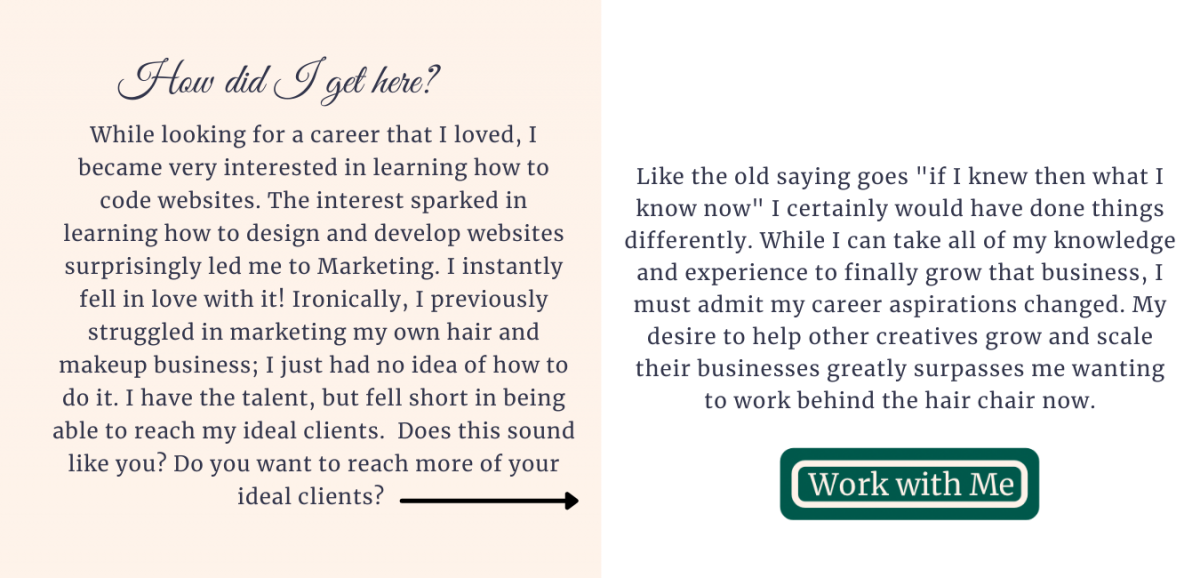 How did I get here?
While looking for a career that I loved, I
became very interested in learning how to
code websites. The interest sparked in
learning how to design and develop websites
surprisingly led me to Marketing. I instantly
fell in love with it! Ironically, I previously
struggled in marketing my own hair and
makeup business; I just had no idea of how to
do it. I have the talent, but fell short in being
able to reach my ideal clients.  Does this sound
like you? Do you want to reach more of your
ideal clients?
Like the old saying goes "if I knew then what I
know now" I certainly would have done things
differently. While I can take all of my knowledge
and experience to finally grow that business, I
must admit my career aspirations changed. My
desire to help other creatives grow and scale
their businesses greatly surpasses me wanting
to work behind the hair chair now.
Work with Me